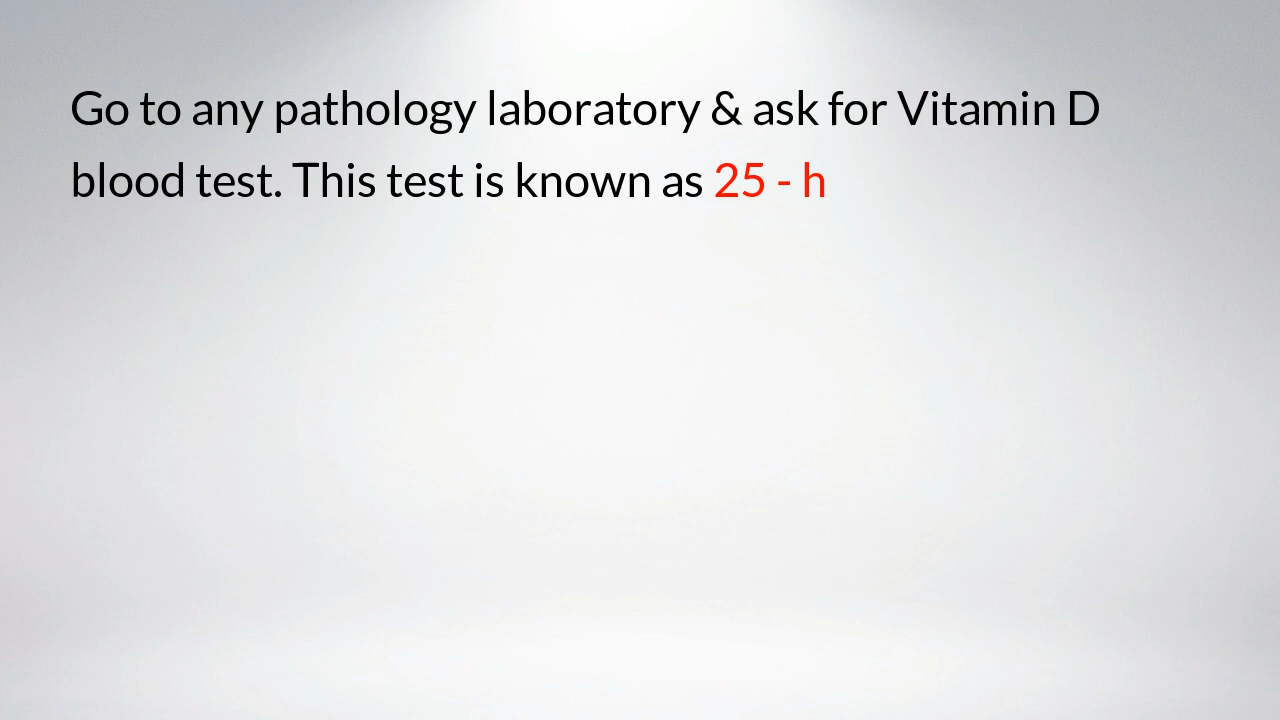 Go to any pathology laboratory & ask for Vitamin D
blood test. This test is known as 25 - h